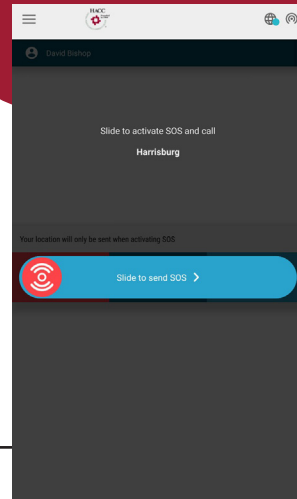 HACC
David Bishop
Slide to activate SOS and call
Harrisburg
Your location will only be sent when activating SOS
Slide to send SOS